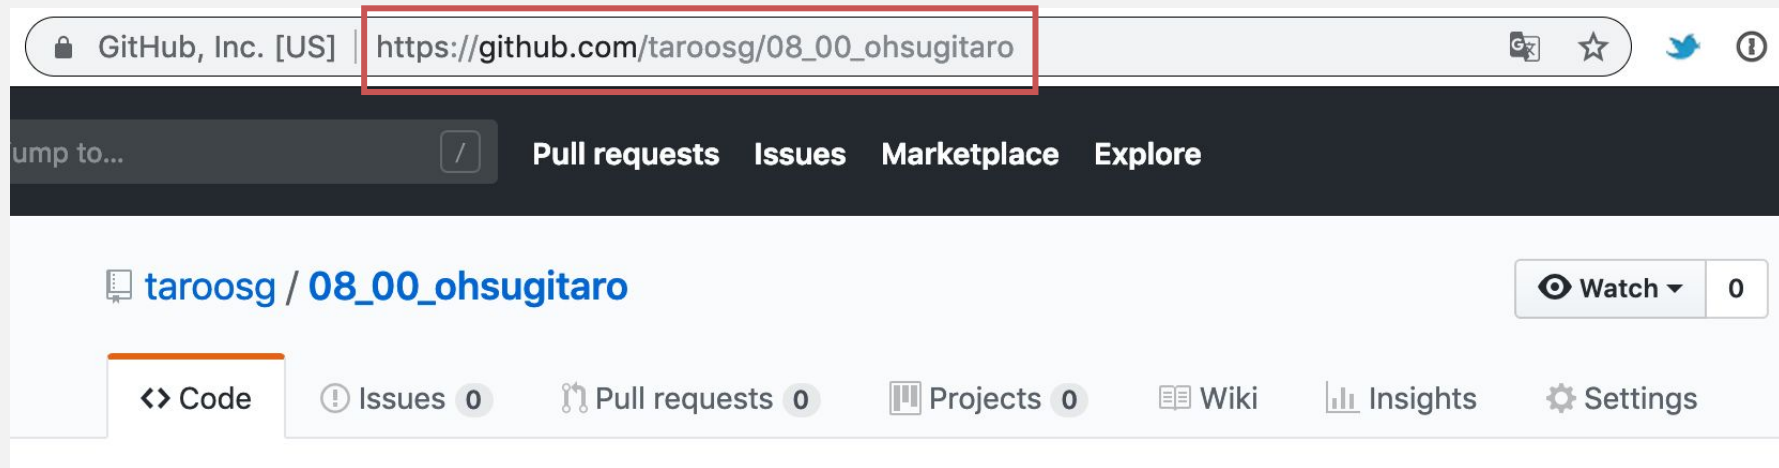 GitHub, Inc. [US] https://github.com/taroosg/08_00_ohsugitaro
ump to... / Pull requests Issues Marketplace Explore
taroosg / 08_00_ohsugitaro Watch 0
<> Code Issues 0 Pull requests 0 Projects 0 Wiki Insights Settings